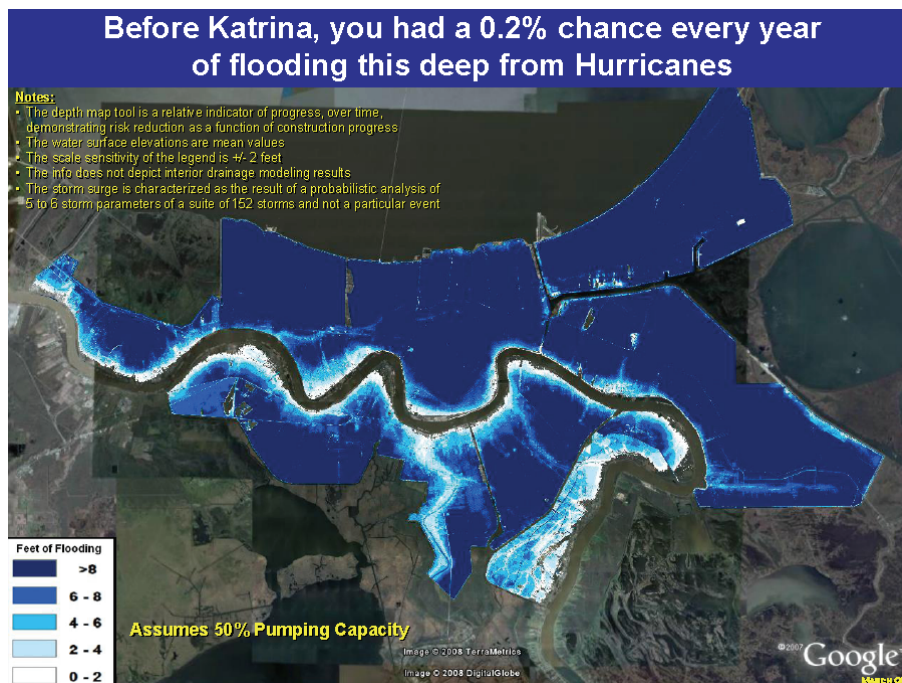 Before Katrina, you had a 0.2% chance every year
of flooding this deep from Hurricanes
Notes:
• The depth map tool is a relative indicator of progress, over time,
demonstrating risk reduction as a function of construction progress
• The water surface elevations are mean values
• The scale sensitivity of the legend is +/- 2 feet
• The info does not depict interior drainage modeling results
• The storm surge is characterized as the result of a probabilistic analysis of
5 to 6 storm parameters of a suite of 152 storms and not a particular event
Feet of Flooding
>8
6 - 8
4 - 6
2 - 4
0 - 2
Assumes 50% Pumping Capacity
Image © 2008 TerraMetrics
Image © 2008 DigitalGlobe
©2007 Google